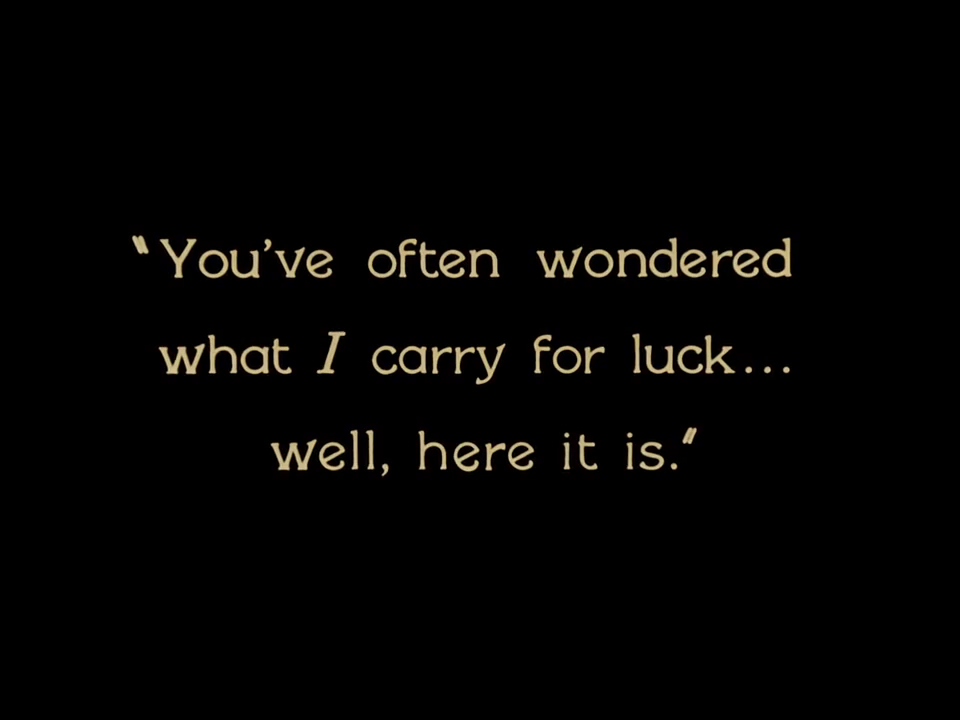 “You’ve often wondered
what I carry for luck...
well, here it is.”